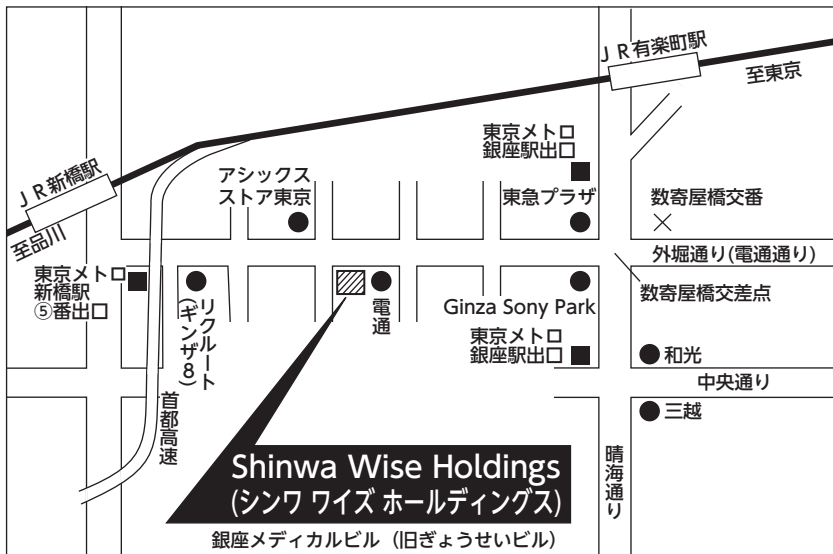 ＪＲ有楽町駅
至東京
東京メトロ
銀座駅出口
ＪＲ新橋駅
至品川
アシックス
ストア東京
東急プラザ
数寄屋橋交番
外堀通り(電通通り)
東京メトロ
新橋駅
⑤番出口
リクルート
(ギンザ8)
電通
Ginza Sony Park
数寄屋橋交差点
東京メトロ
銀座駅出口
和光
中央通り
三越
首都高速
晴海通り
Shinwa Wise Holdings
(シンワ ワイズ ホールディングス)
銀座メディカルビル（旧ぎょうせいビル）